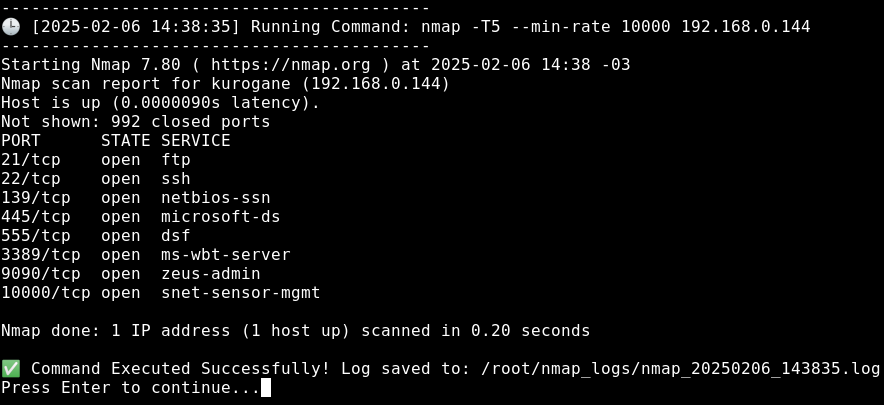 -------------------------------------------
🕒 [2025-02-06 14:38:35] Running Command: nmap -T5 --min-rate 10000 192.168.0.144
-------------------------------------------
Starting Nmap 7.80 ( https://nmap.org ) at 2025-02-06 14:38 -03
Nmap scan report for kurogane (192.168.0.144)
Host is up (0.0000090s latency).
Not shown: 992 closed ports
PORT      STATE SERVICE
21/tcp    open  ftp
22/tcp    open  ssh
139/tcp   open  netbios-ssn
445/tcp   open  microsoft-ds
555/tcp   open  dsf
3389/tcp  open  ms-wbt-server
9090/tcp  open  zeus-admin
10000/tcp open  snet-sensor-mgmt

Nmap done: 1 IP address (1 host up) scanned in 0.20 seconds

✅ Command Executed Successfully! Log saved to: /root/nmap_logs/nmap_20250206_143835.log
Press Enter to continue...